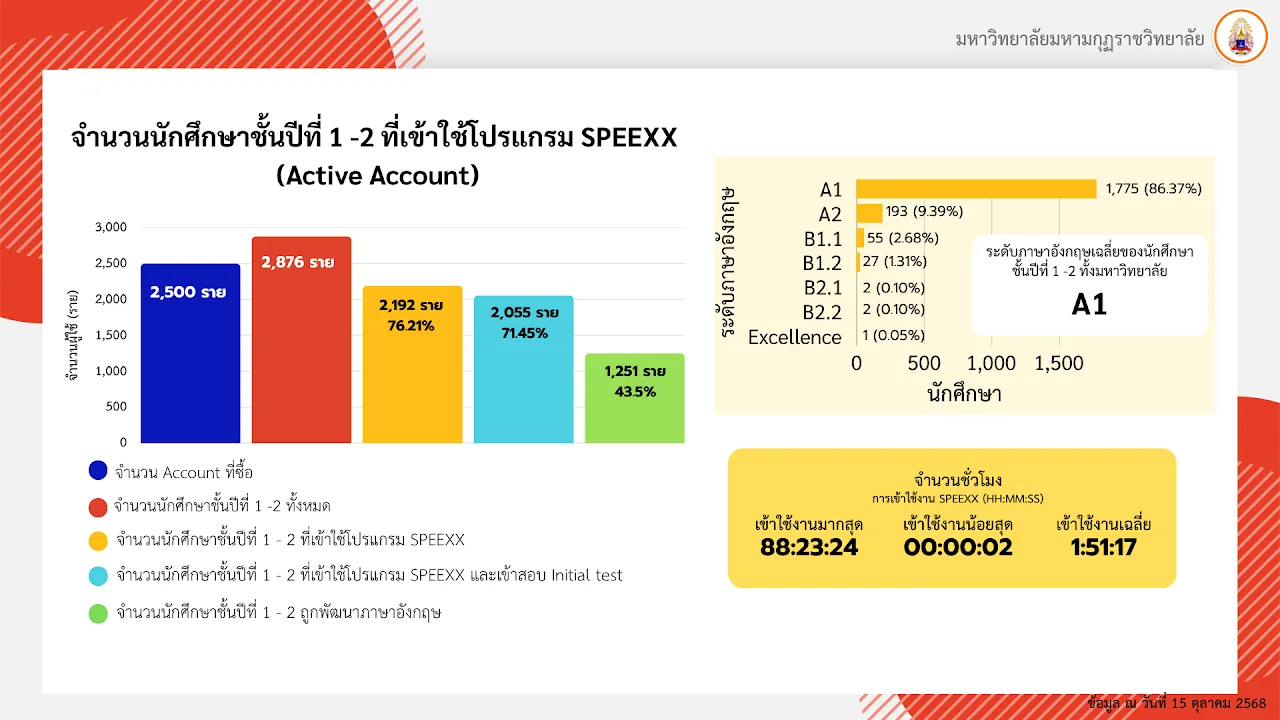 มหาวิทยาลัยมหามกุฏราชวิทยาลัย
จำนวนนักศึกษาชั้นปีที่ 1 -2 ที่เข้าใช้โปรแกรม SPEEXX
(Active Account)
จำนวนผู้ใช้ (ราย)
3,000
2,500
2,000
1,500
1,000
500
0
2,500 ราย
2,876 ราย
2,192 ราย
76.21%
2,055 ราย
71.45%
1,251 ราย
43.5%
จำนวน Account ที่ซื้อ
จำนวนนักศึกษาชั้นปีที่ 1 -2 ทั้งหมด
จำนวนนักศึกษาชั้นปีที่ 1 - 2 ที่เข้าใช้โปรแกรม SPEEXX
จำนวนนักศึกษาชั้นปีที่ 1 - 2 ที่เข้าใช้โปรแกรม SPEEXX และเข้าสอบ Initial test
จำนวนนักศึกษาชั้นปีที่ 1 - 2 ถูกพัฒนาภาษาอังกฤษ
ระดับภาษาอังกฤษ
A1 1,775 (86.37%)
A2 193 (9.39%)
B1.1 55 (2.68%)
B1.2 27 (1.31%)
B2.1 2 (0.10%)
B2.2 2 (0.10%)
Excellence 1 (0.05%)
0 500 1,000 1,500
นักศึกษา
ระดับภาษาอังกฤษเฉลี่ยของนักศึกษา
ชั้นปีที่ 1 -2 ทั้งมหาวิทยาลัย
A1
จำนวนชั่วโมง
การเข้าใช้งาน SPEEXX (HH:MM:SS)
เข้าใช้งานมากสุด เข้าใช้งานน้อยสุด เข้าใช้งานเฉลี่ย
88:23:24 00:00:02 1:51:17
ข้อมูล ณ วันที่ 15 ตุลาคม 2568